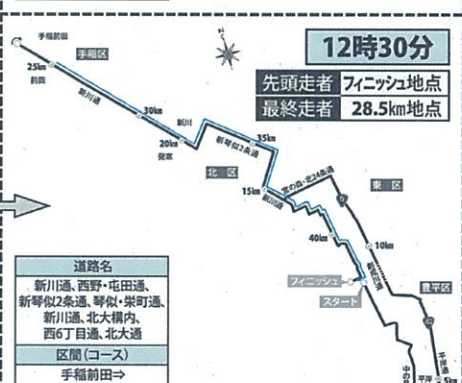 12時30分
先頭走者 フィニッシュ地点
最終走者 28.5km地点
手稲前田
手稲区
25km
前田
新川通
30km
新川
20km
発寒
新琴似2条通
35km
北 区
15km
新川通
宮の森・北24条通
東 区
40km
10km
フィニッシュ
スタート
豊平区
平岸通
平岸
5km
道路名
新川通、西野・屯田通、
新琴似2条通、琴似・栄町通、
新川通、北大構内、
西6丁目通、北大通
区間(コース)
手稲前田⇒